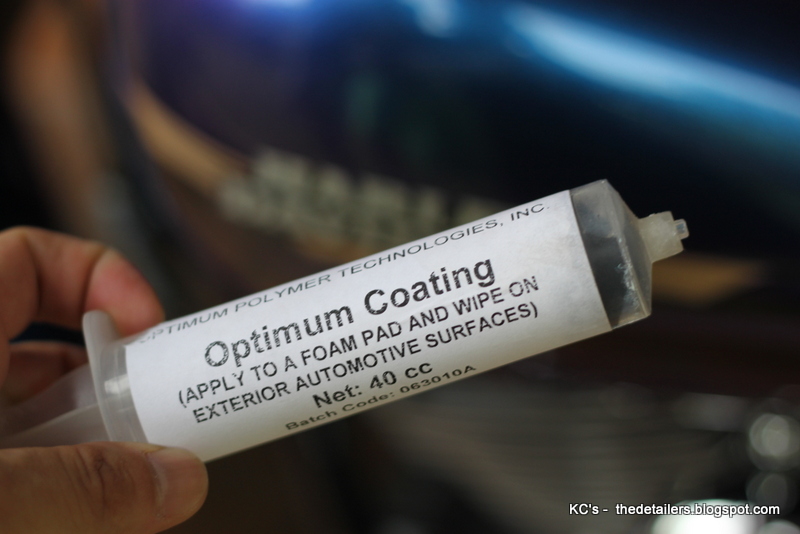 OPTIMUM POLYMER TECHNOLOGIES, INC.
Optimum Coating
(APPLY TO A FOAM PAD AND WIPE ON
EXTERIOR AUTOMOTIVE SURFACES)
Net: 40 cc
Batch Code: 063010A
KC's - thedetailers.blogspot.com